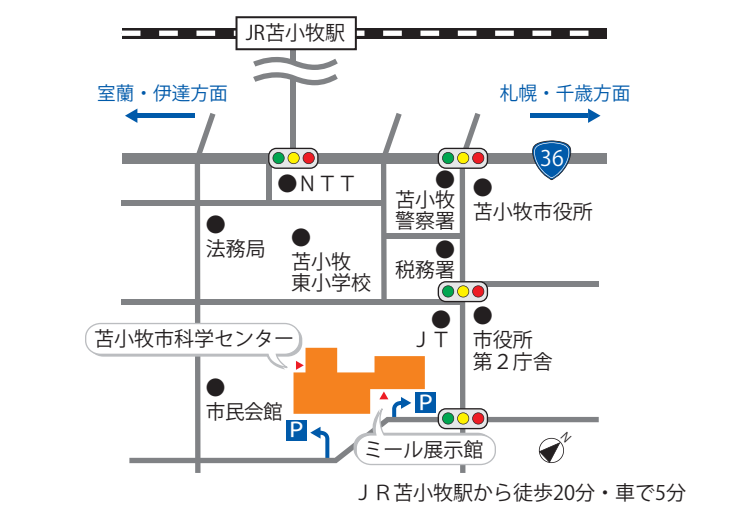 JR苫小牧駅
室蘭・伊達方面
札幌・千歳方面
36
NTT
苫小牧
警察署
苫小牧市役所
法務局
苫小牧
東小学校
税務署
JT
市役所
第2庁舎
苫小牧市科学センター
市民会館
P
P
ミール展示館
N
JR苫小牧駅から徒歩20分・車で5分